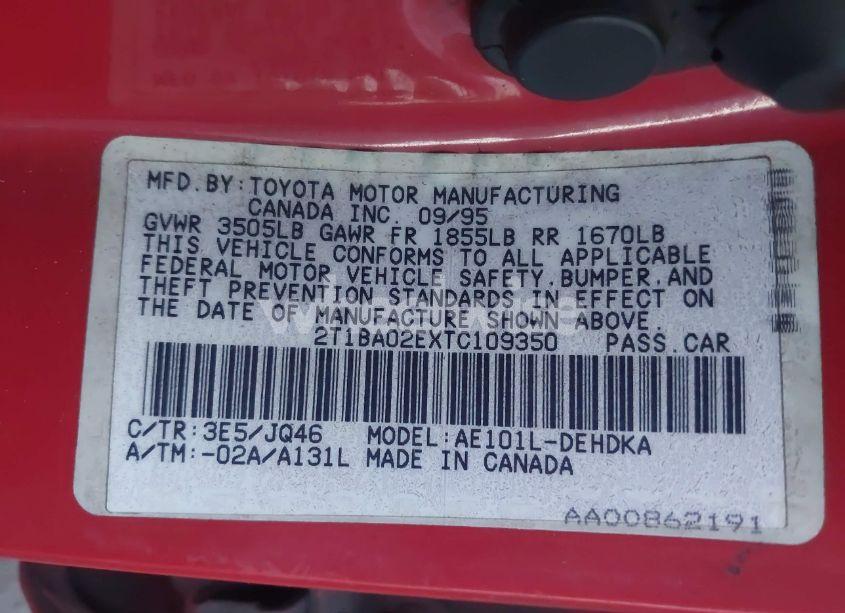 MFD.BY:TOYOTA MOTOR MANUFACTURING
CANADA INC. 09/95
GVWR 3505LB GAWR FR 1855LB RR 1670LB
THIS VEHICLE CONFORMS TO ALL APPLICABLE
FEDERAL MOTOR VEHICLE SAFETY,BUMPER,AND
THEFT PREVENTION STANDARDS IN EFFECT ON
THE DATE OF MANUFACTURE SHOWN ABOVE.
2T1BA02EXTC109350 PASS.CAR
C/TR:3E5/JQ46 MODEL:AE101L-DEHDKA
A/TM:-02A/A131L MADE IN CANADA
AA00862191